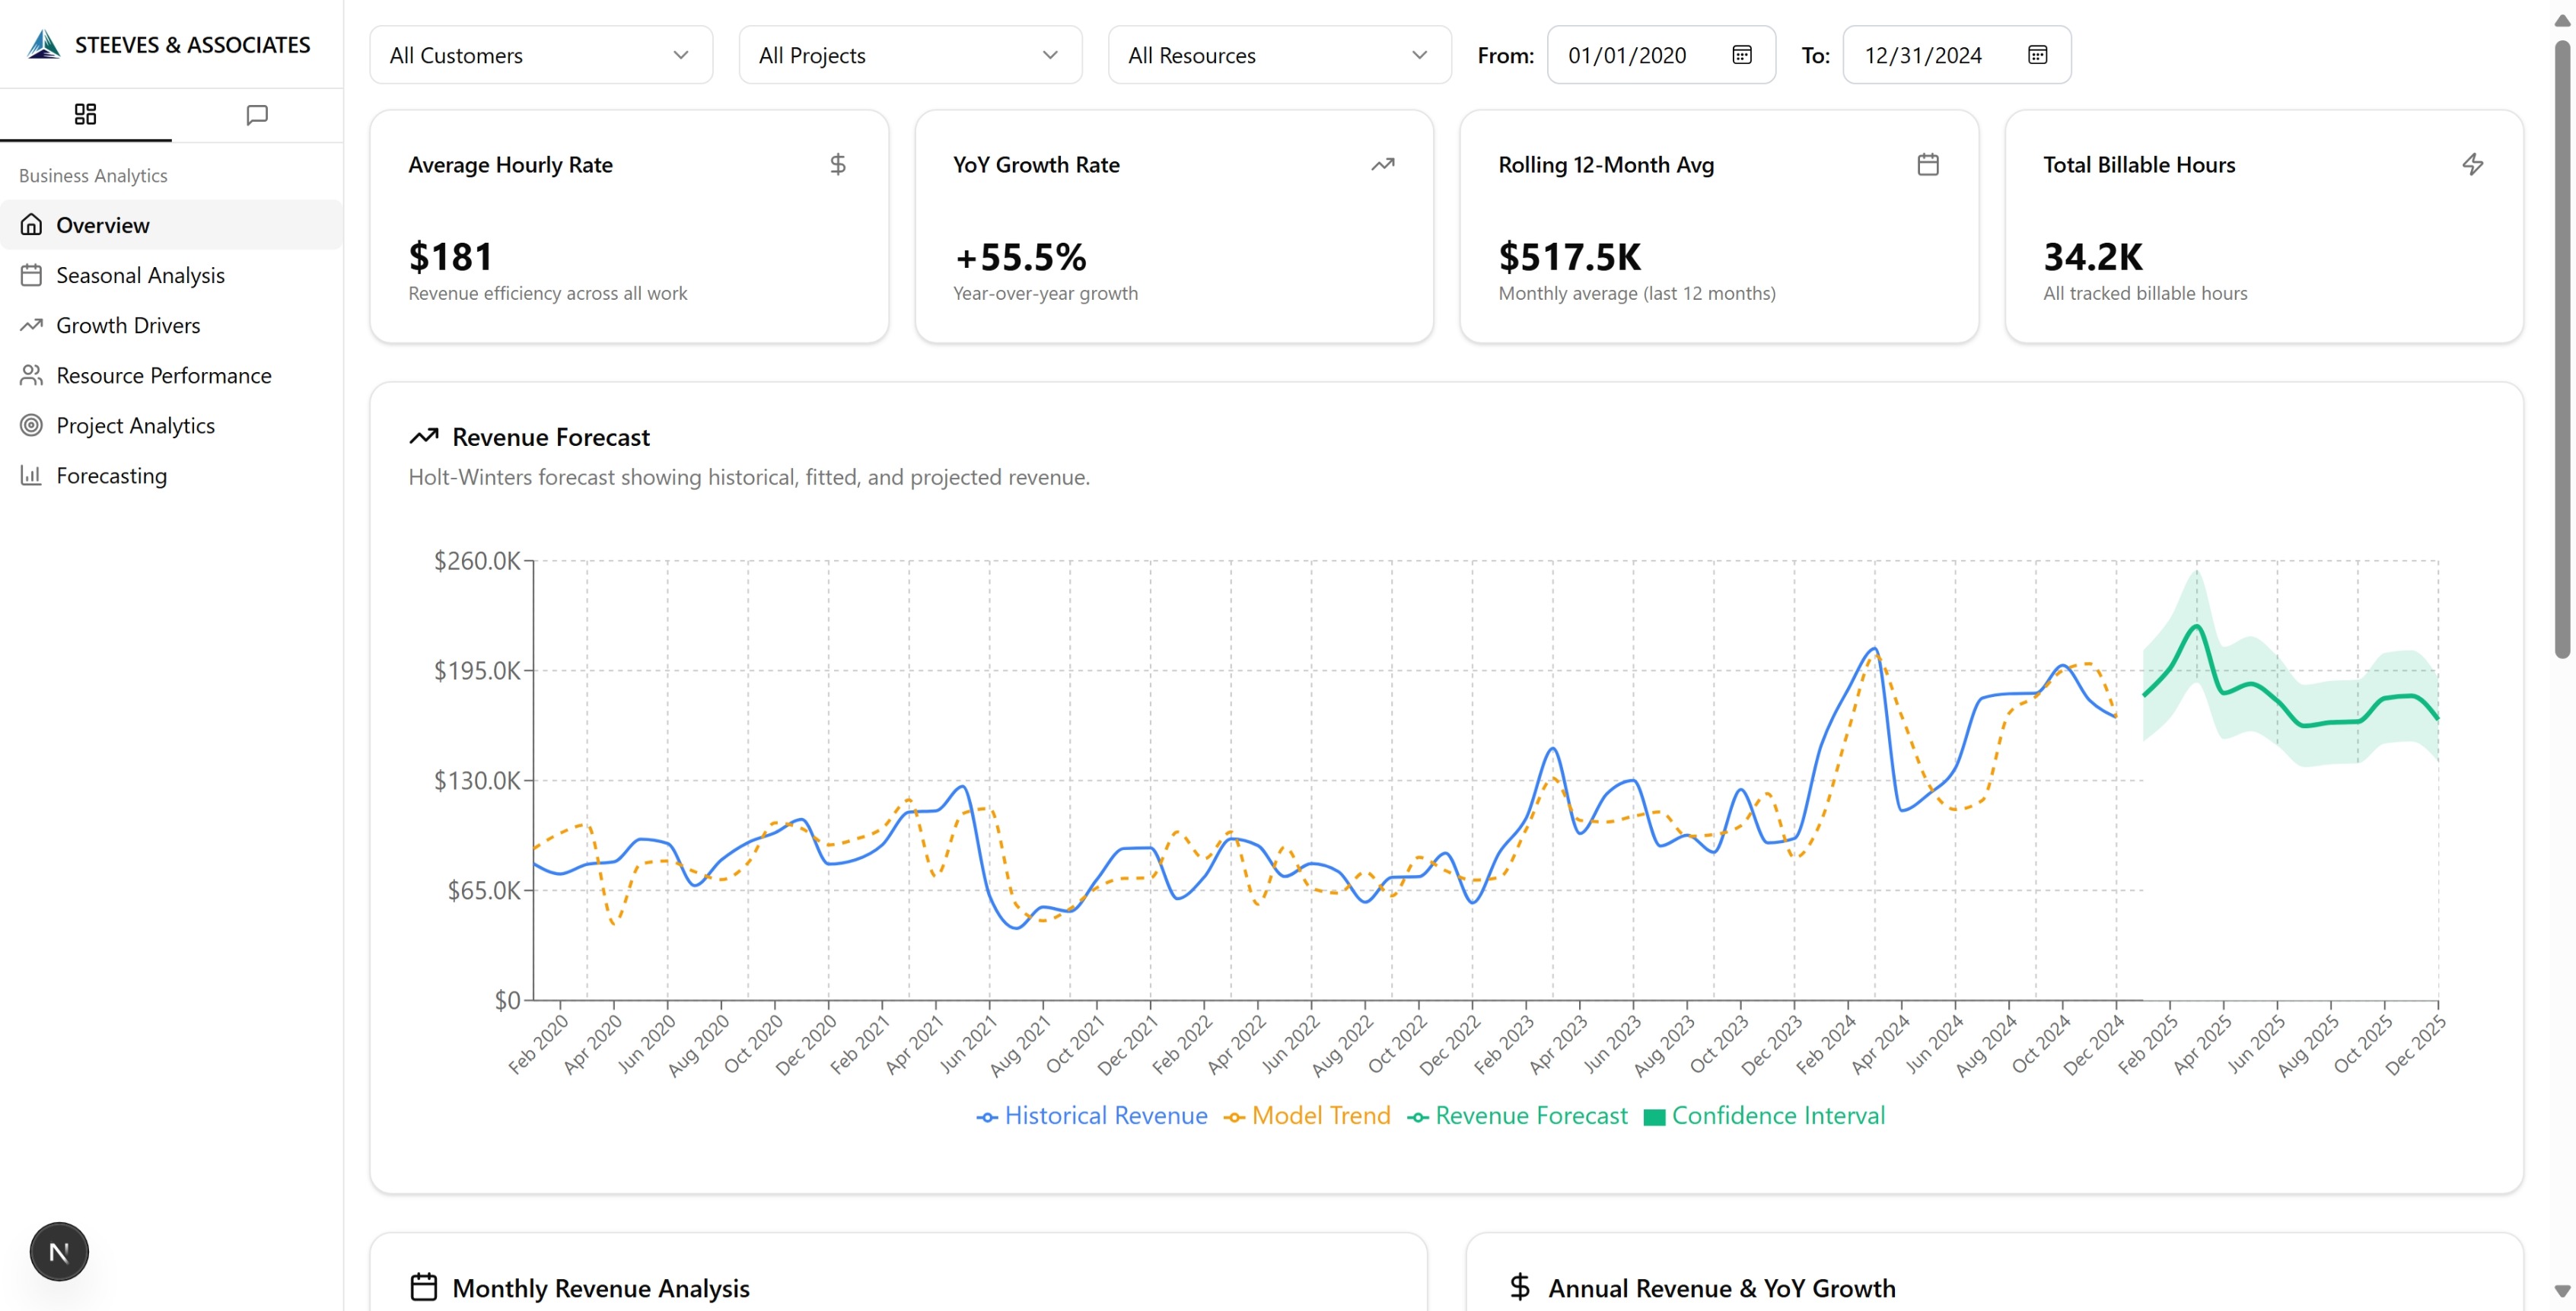 STEEVES & ASSOCIATES
Business Analytics
Overview
Seasonal Analysis
Growth Drivers
Resource Performance
Project Analytics
Forecasting
N
All Customers
All Projects
All Resources
From:
01/01/2020
To:
12/31/2024
Average Hourly Rate
$181
Revenue efficiency across all work
YoY Growth Rate
+55.5%
Year-over-year growth
Rolling 12-Month Avg
$517.5K
Monthly average (last 12 months)
Total Billable Hours
34.2K
All tracked billable hours
Revenue Forecast
Holt-Winters forecast showing historical, fitted, and projected revenue.
$260.0K
$195.0K
$130.0K
$65.0K
$0
Feb 2020
Apr 2020
Jun 2020
Aug 2020
Oct 2020
Dec 2020
Feb 2021
Apr 2021
Jun 2021
Aug 2021
Oct 2021
Dec 2021
Feb 2022
Apr 2022
Jun 2022
Aug 2022
Oct 2022
Dec 2022
Feb 2023
Apr 2023
Jun 2023
Aug 2023
Oct 2023
Dec 2023
Feb 2024
Apr 2024
Jun 2024
Aug 2024
Oct 2024
Dec 2024
Feb 2025
Apr 2025
Jun 2025
Aug 2025
Oct 2025
Dec 2025
Historical Revenue
Model Trend
Revenue Forecast
Confidence Interval
Monthly Revenue Analysis
Annual Revenue & YoY Growth